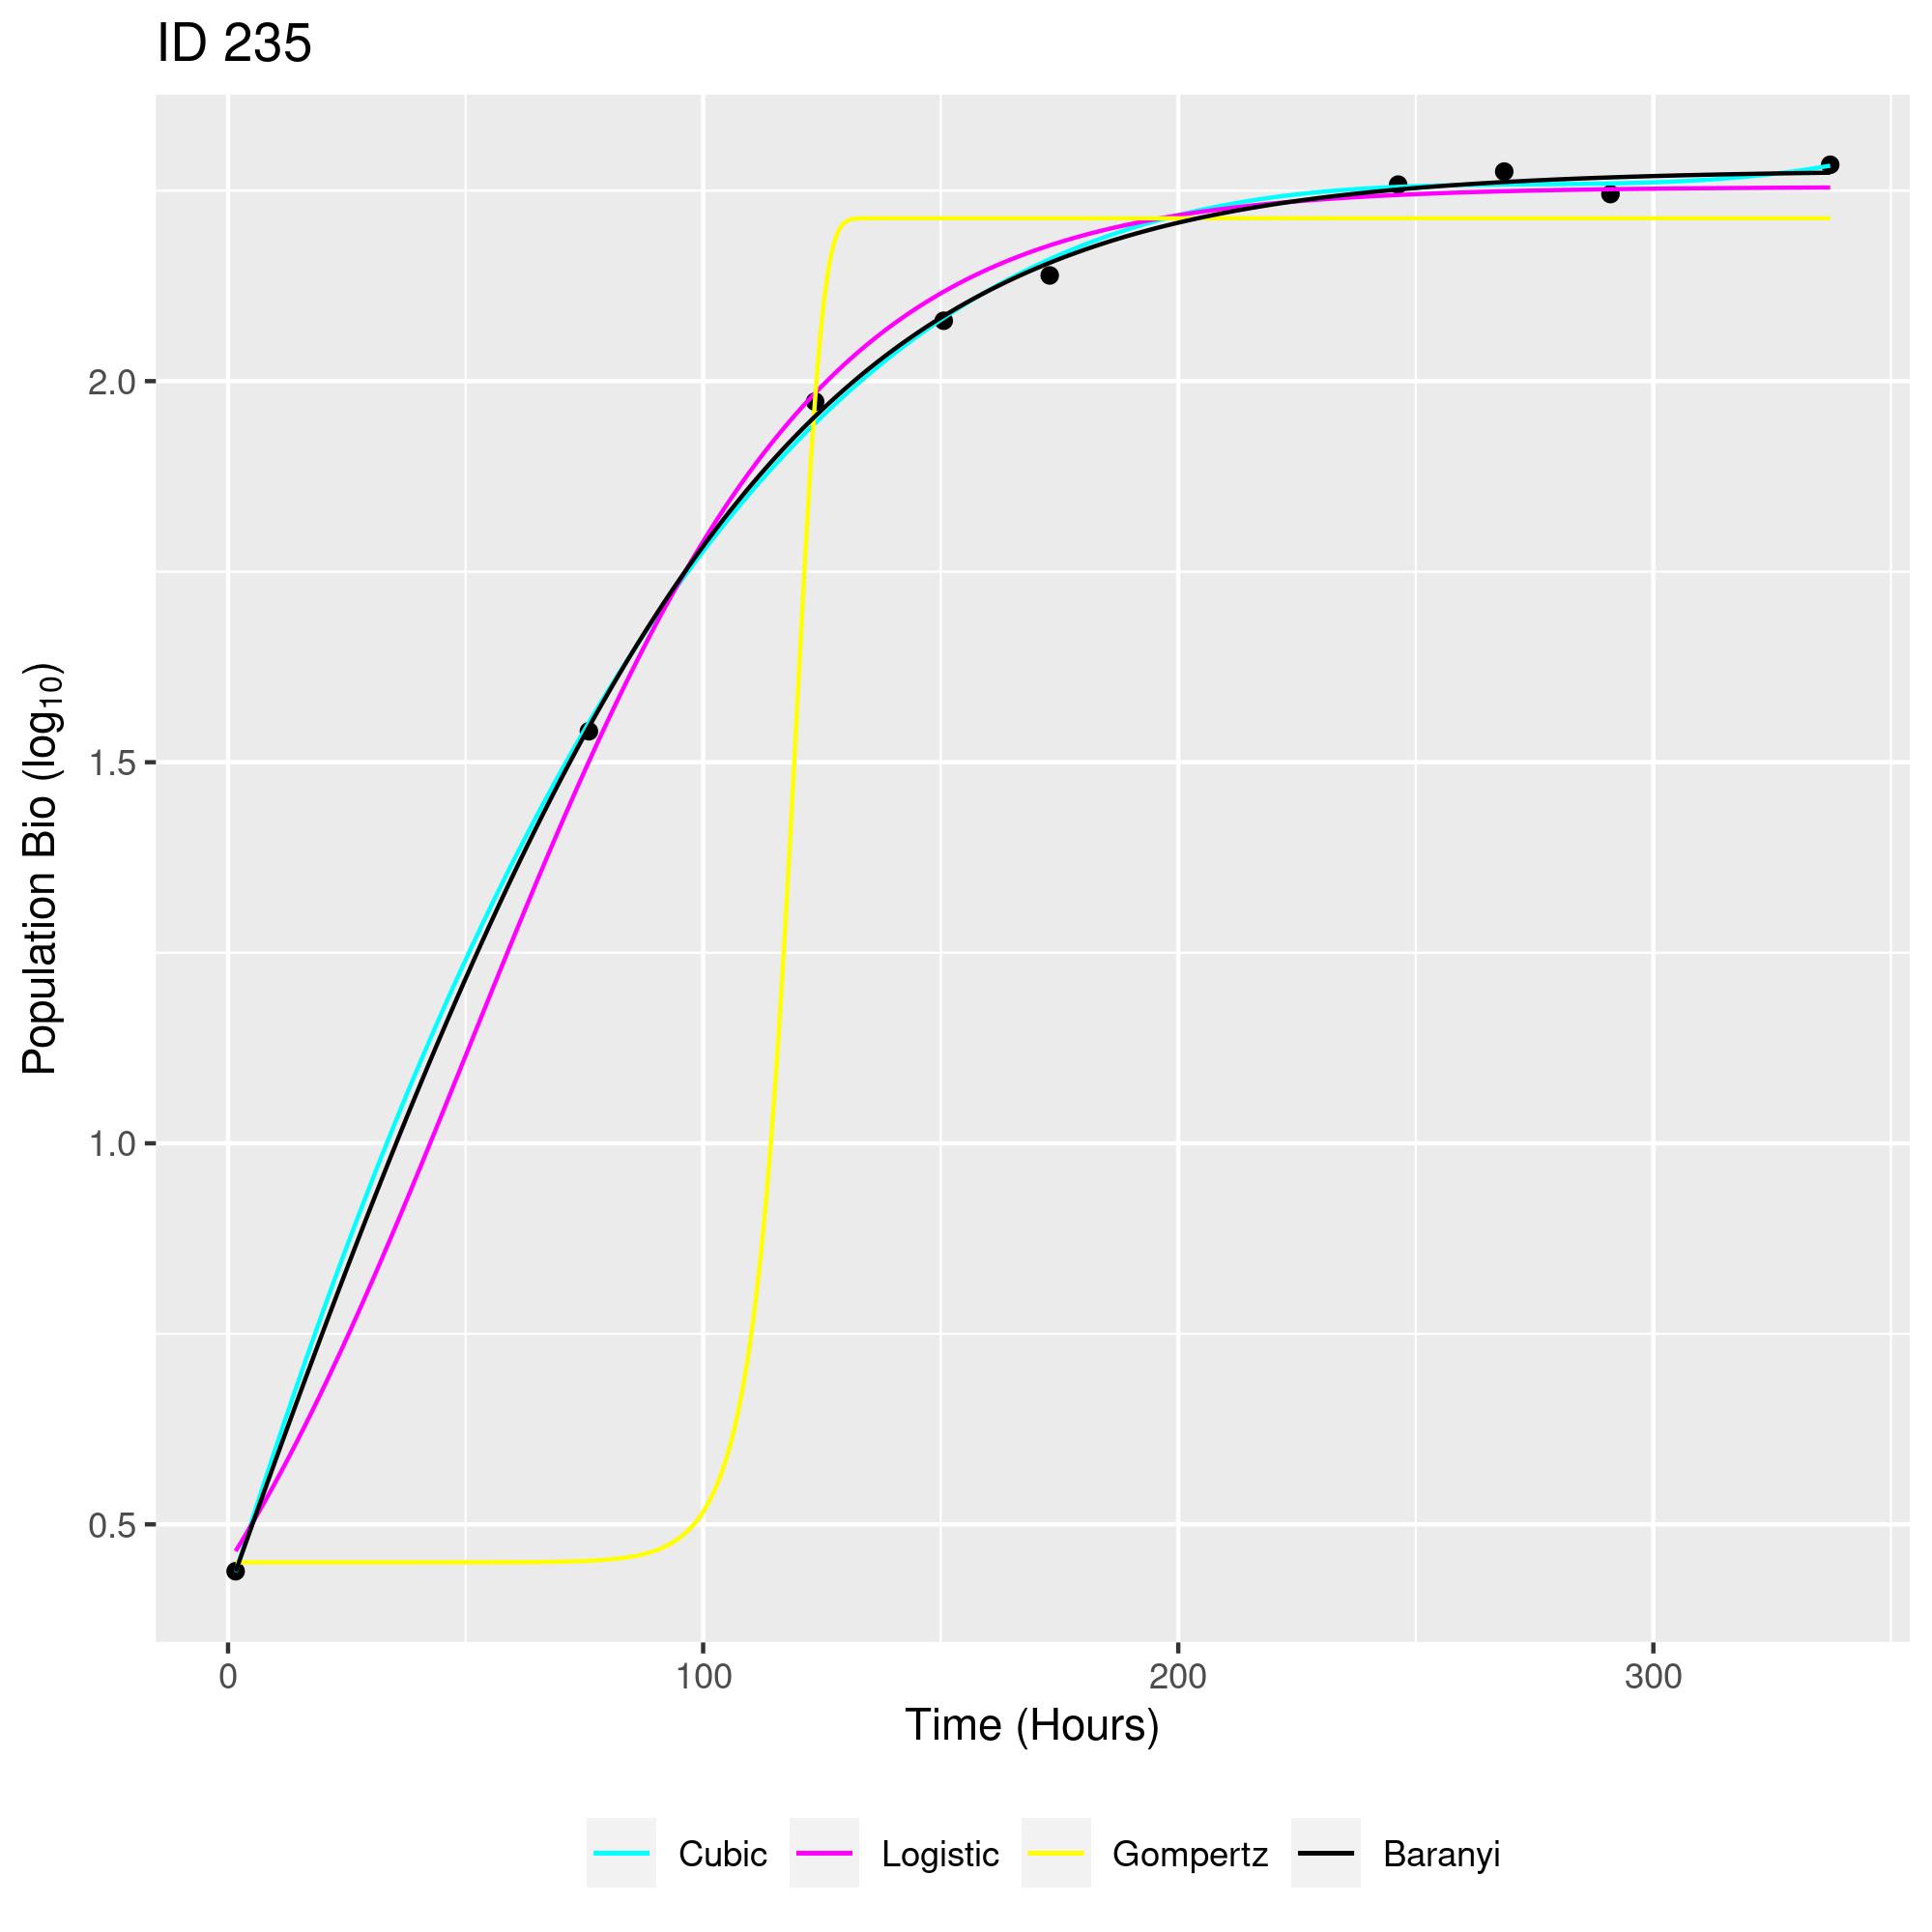 ID 235
Population Bio (log₁₀)
2.0
1.5
1.0
0.5
0 100 200 300
Time (Hours)
Cubic Logistic Gompertz Baranyi